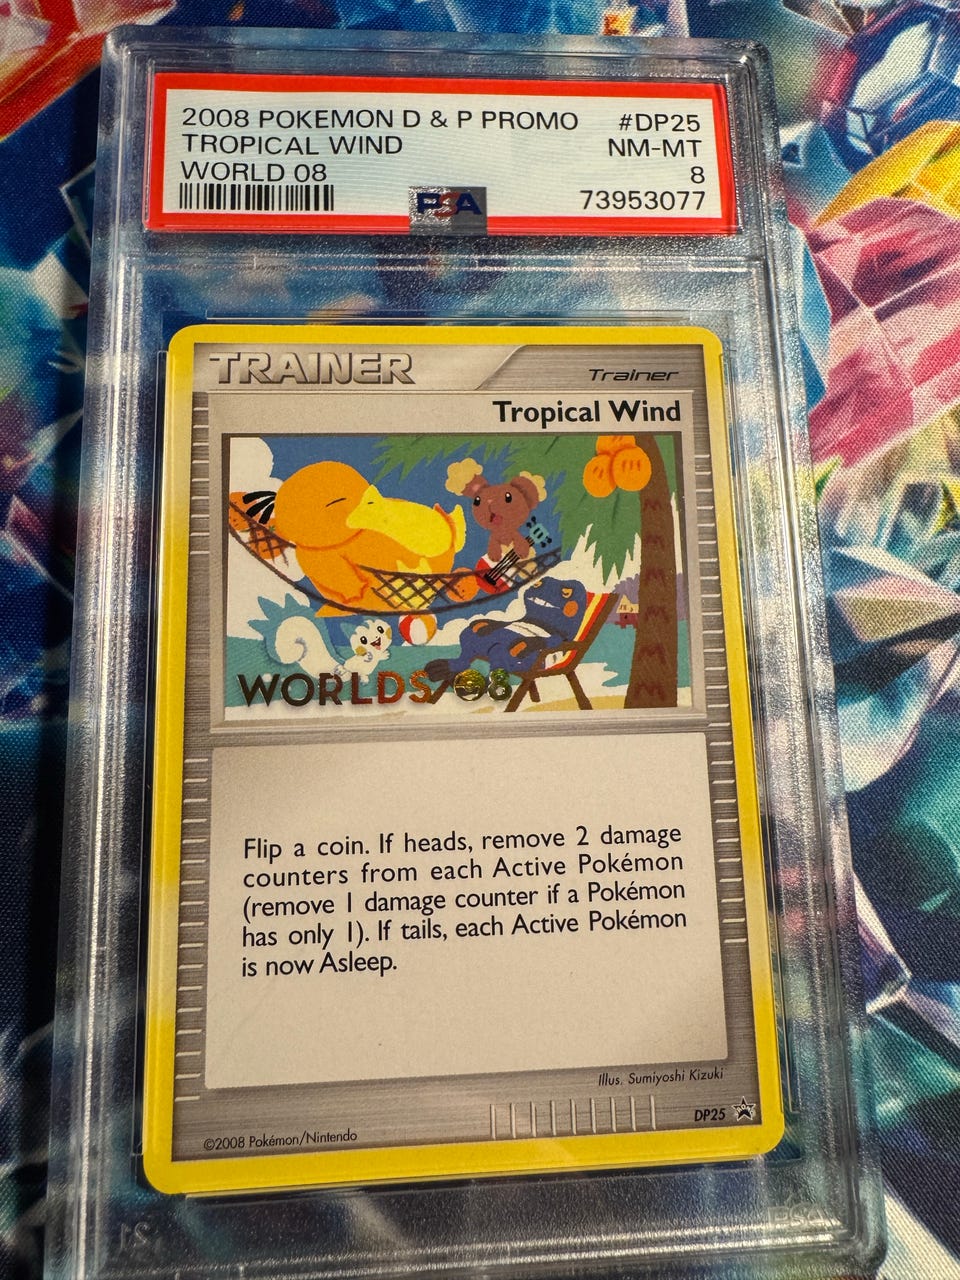 2008 POKEMON D & P PROMO #DP25
TROPICAL WIND NM-MT
WORLD 08 8
PSA 73953077
TRAINER Trainer
Tropical Wind
WORLDS 08
Flip a coin. If heads, remove 2 damage
counters from each Active Pokémon
(remove 1 damage counter if a Pokémon
has only 1). If tails, each Active Pokémon
is now Asleep.
Illus. Sumiyoshi Kizuki
DP25
©2008 Pokémon/Nintendo
PSA